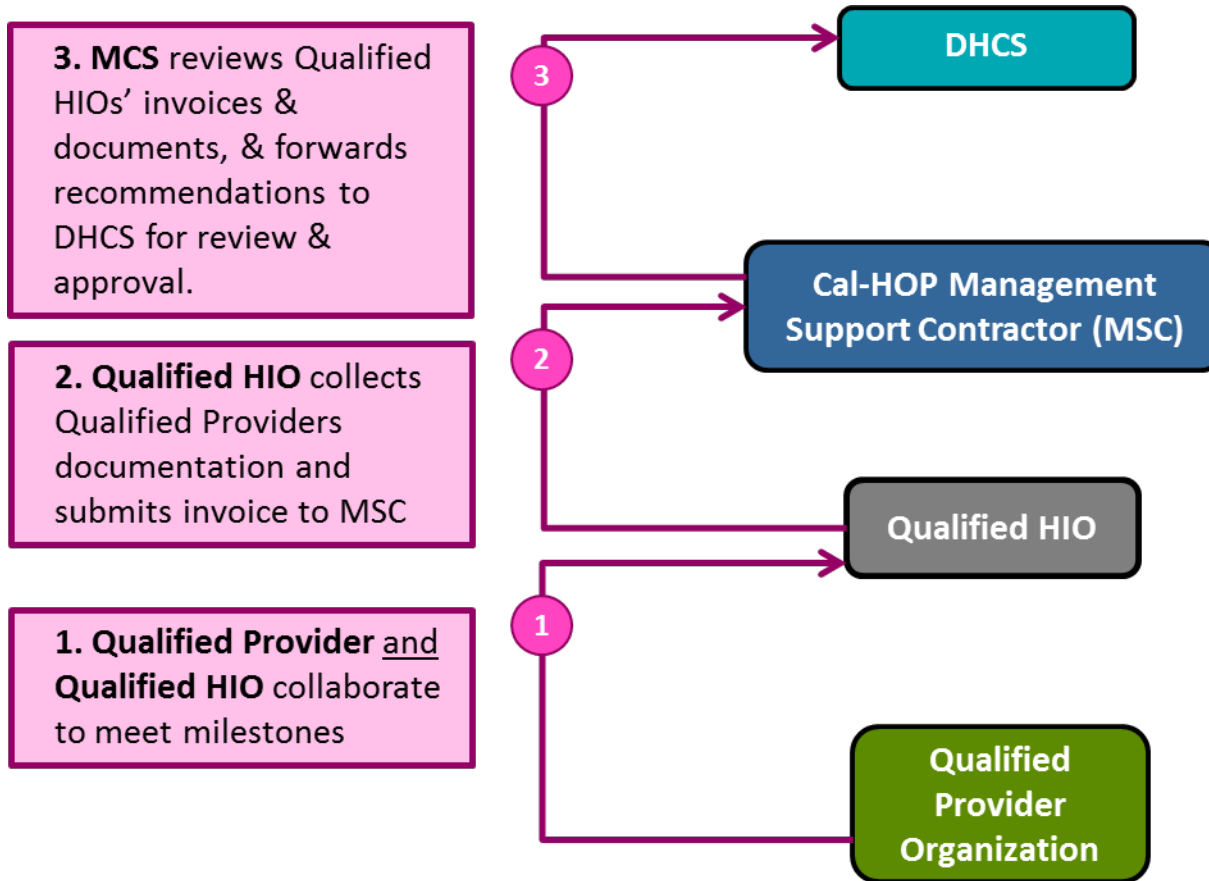 3. MCS reviews Qualified
HIOs’ invoices &
documents, & forwards
recommendations to
DHCS for review &
approval.
2. Qualified HIO collects
Qualified Providers
documentation and
submits invoice to MSC
1. Qualified Provider and
Qualified HIO collaborate
to meet milestones
3
2
1
DHCS
Cal-HOP Management
Support Contractor (MSC)
Qualified HIO
Qualified
Provider
Organization